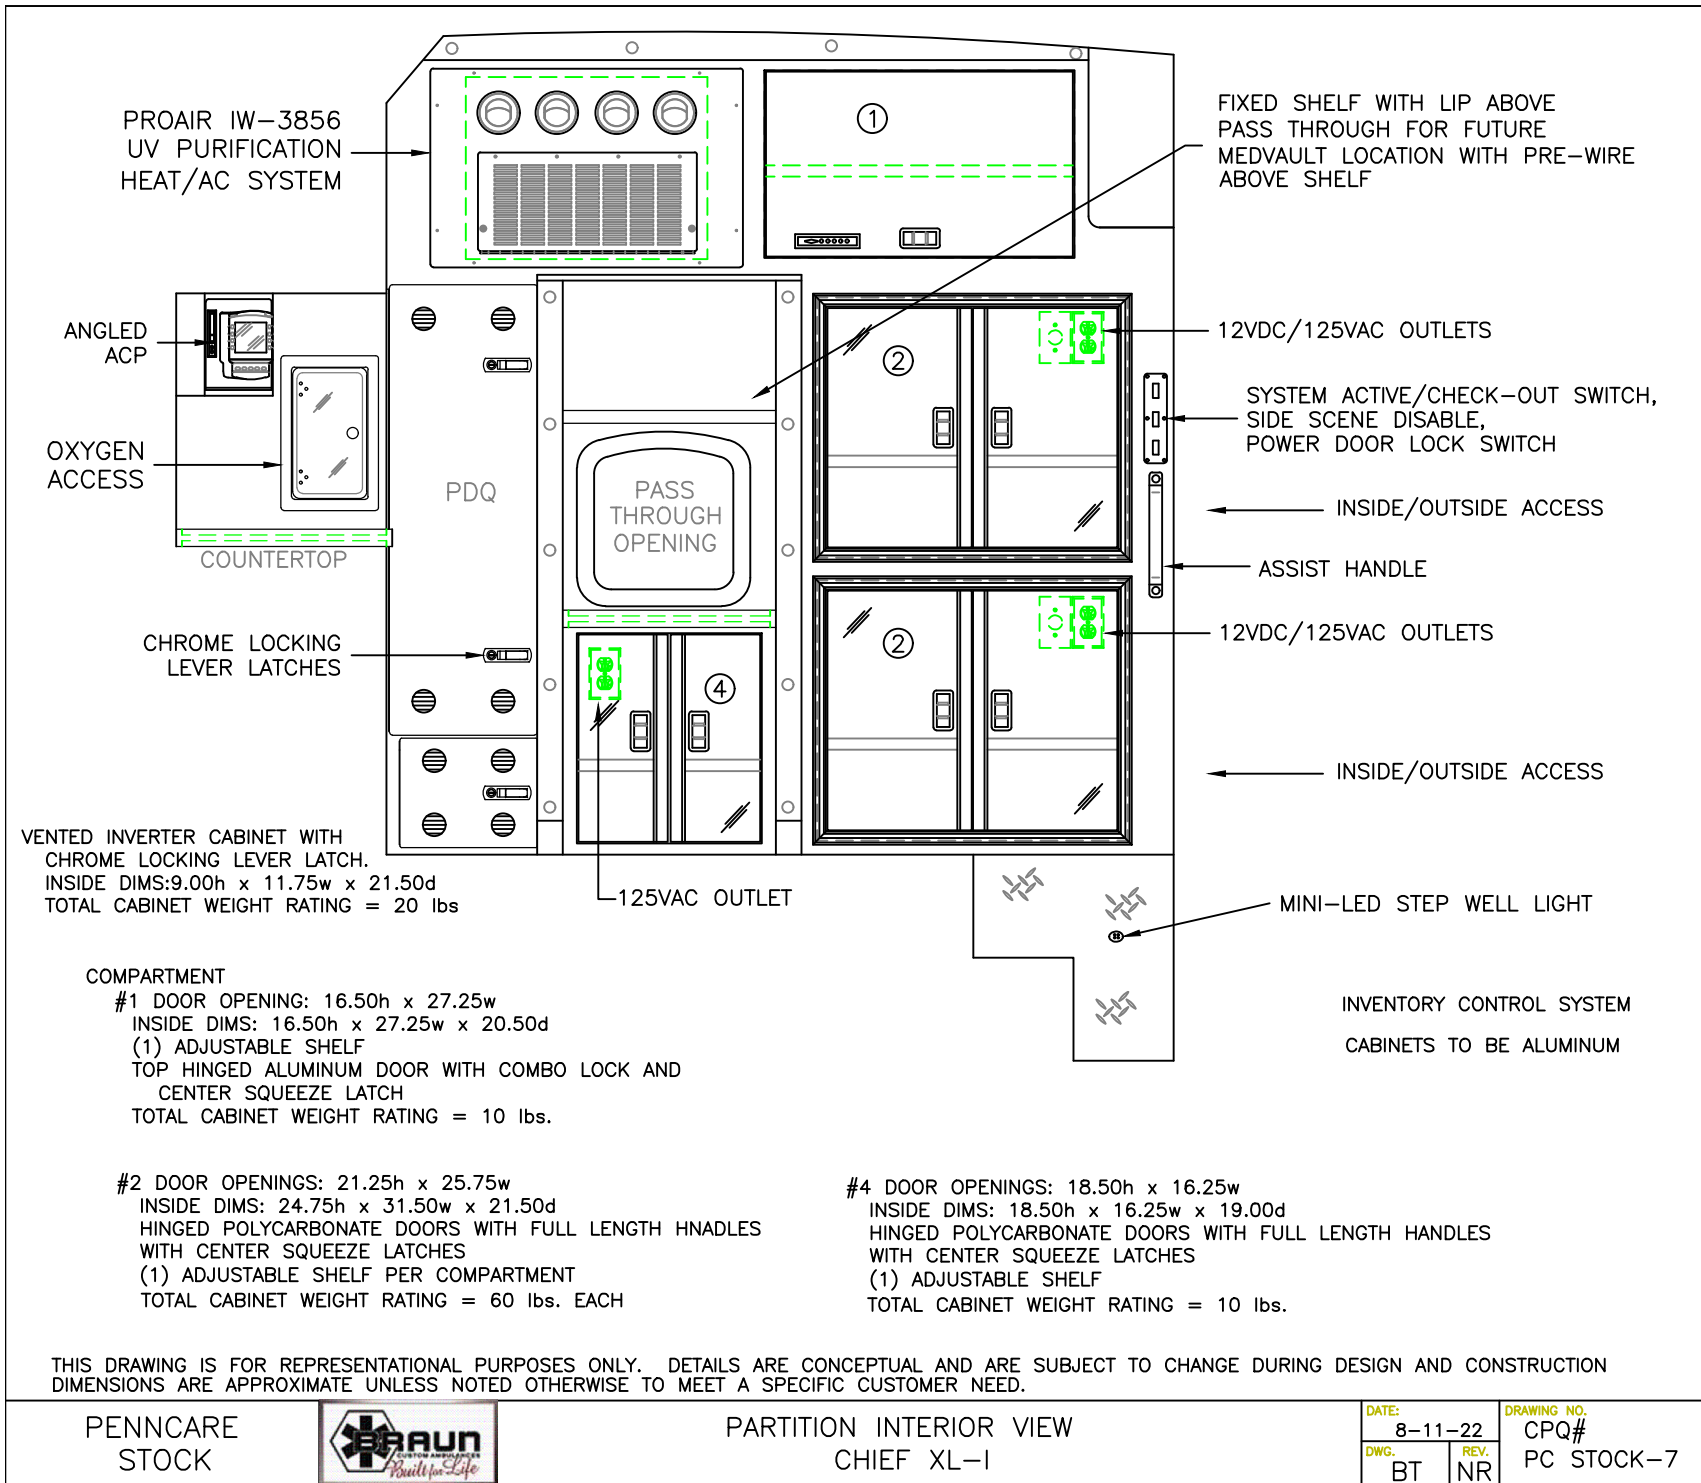 PROAIR IW-3856
UV PURIFICATION
HEAT/AC SYSTEM
1
FIXED SHELF WITH LIP ABOVE
PASS THROUGH FOR FUTURE
MEDVAULT LOCATION WITH PRE-WIRE
ABOVE SHELF
ANGLED
ACP
2
12VDC/125VAC OUTLETS
SYSTEM ACTIVE/CHECK-OUT SWITCH,
SIDE SCENE DISABLE,
POWER DOOR LOCK SWITCH
OXYGEN
ACCESS
PDQ
PASS
THROUGH
OPENING
INSIDE/OUTSIDE ACCESS
COUNTERTOP
ASSIST HANDLE
CHROME LOCKING
LEVER LATCHES
2
12VDC/125VAC OUTLETS
4
INSIDE/OUTSIDE ACCESS
VENTED INVERTER CABINET WITH
CHROME LOCKING LEVER LATCH.
INSIDE DIMS:9.00h x 11.75w x 21.50d
TOTAL CABINET WEIGHT RATING = 20 lbs
125VAC OUTLET
MINI-LED STEP WELL LIGHT
COMPARTMENT
#1 DOOR OPENING: 16.50h x 27.25w
INSIDE DIMS: 16.50h x 27.25w x 20.50d
(1) ADJUSTABLE SHELF
TOP HINGED ALUMINUM DOOR WITH COMBO LOCK AND
CENTER SQUEEZE LATCH
TOTAL CABINET WEIGHT RATING = 10 lbs.
INVENTORY CONTROL SYSTEM
CABINETS TO BE ALUMINUM
#2 DOOR OPENINGS: 21.25h x 25.75w
INSIDE DIMS: 24.75h x 31.50w x 21.50d
HINGED POLYCARBONATE DOORS WITH FULL LENGTH HNADLES
WITH CENTER SQUEEZE LATCHES
(1) ADJUSTABLE SHELF PER COMPARTMENT
TOTAL CABINET WEIGHT RATING = 60 lbs. EACH
#4 DOOR OPENINGS: 18.50h x 16.25w
INSIDE DIMS: 18.50h x 16.25w x 19.00d
HINGED POLYCARBONATE DOORS WITH FULL LENGTH HANDLES
WITH CENTER SQUEEZE LATCHES
(1) ADJUSTABLE SHELF
TOTAL CABINET WEIGHT RATING = 10 lbs.
THIS DRAWING IS FOR REPRESENTATIONAL PURPOSES ONLY. DETAILS ARE CONCEPTUAL AND ARE SUBJECT TO CHANGE DURING DESIGN AND CONSTRUCTION
DIMENSIONS ARE APPROXIMATE UNLESS NOTED OTHERWISE TO MEET A SPECIFIC CUSTOMER NEED.
PENNCARE
STOCK
BRAUN
CUSTOM AMBULANCES
Built for Life
PARTITION INTERIOR VIEW
CHIEF XL-I
DATE:
8-11-22
DWG.
BT
REV.
NR
DRAWING NO.
CPQ#
PC STOCK-7